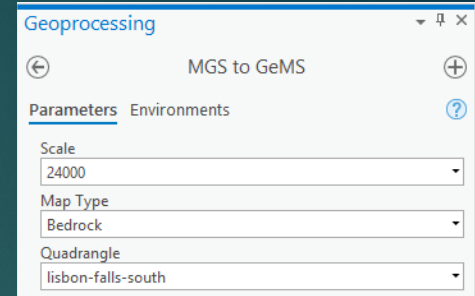 Geoprocessing
MGS to GeMS
Parameters Environments
Scale
24000
Map Type
Bedrock
Quadrangle
lisbon-falls-south